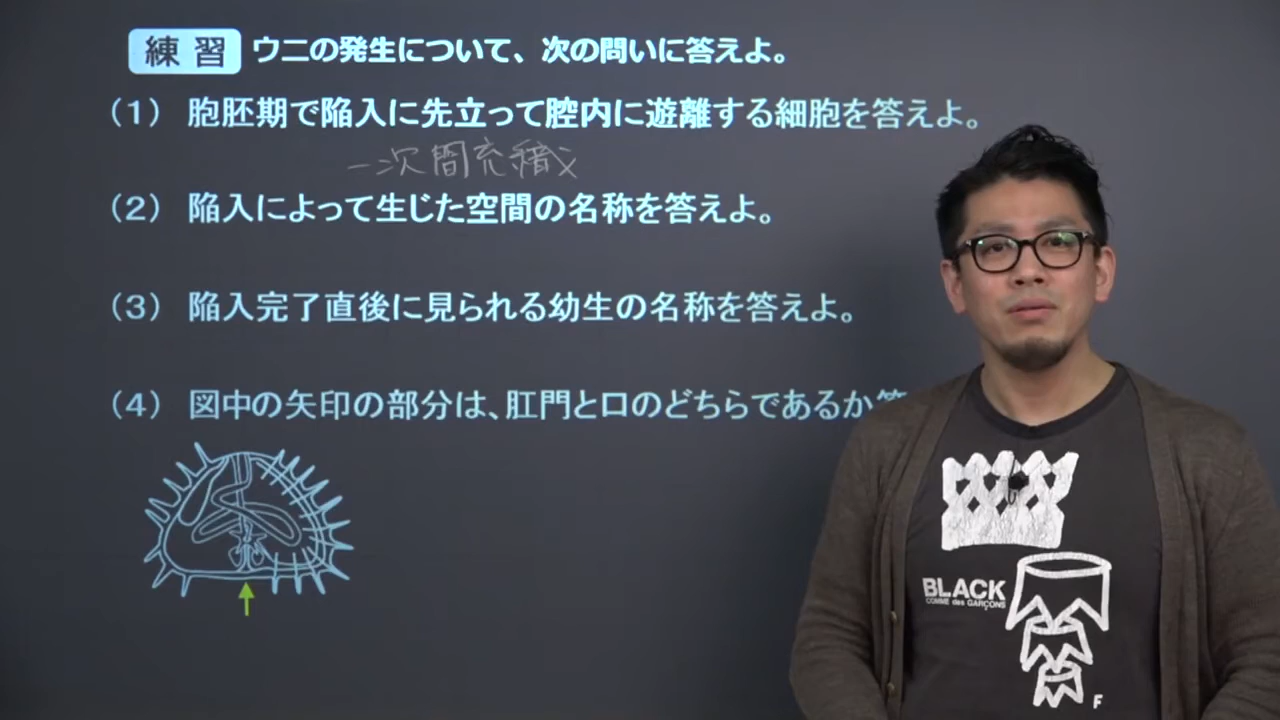 練習 ウニの発生について、次の問いに答えよ。
(1) 胞胚期で陥入に先立って腔内に遊離する細胞を答えよ。
一次間充織
(2) 陥入によって生じた空間の名称を答えよ。
(3) 陥入完了直後に見られる幼生の名称を答えよ。
(4) 図中の矢印の部分は、肛門と口のどちらであるか
BLACK
COMME des GARÇONS
F